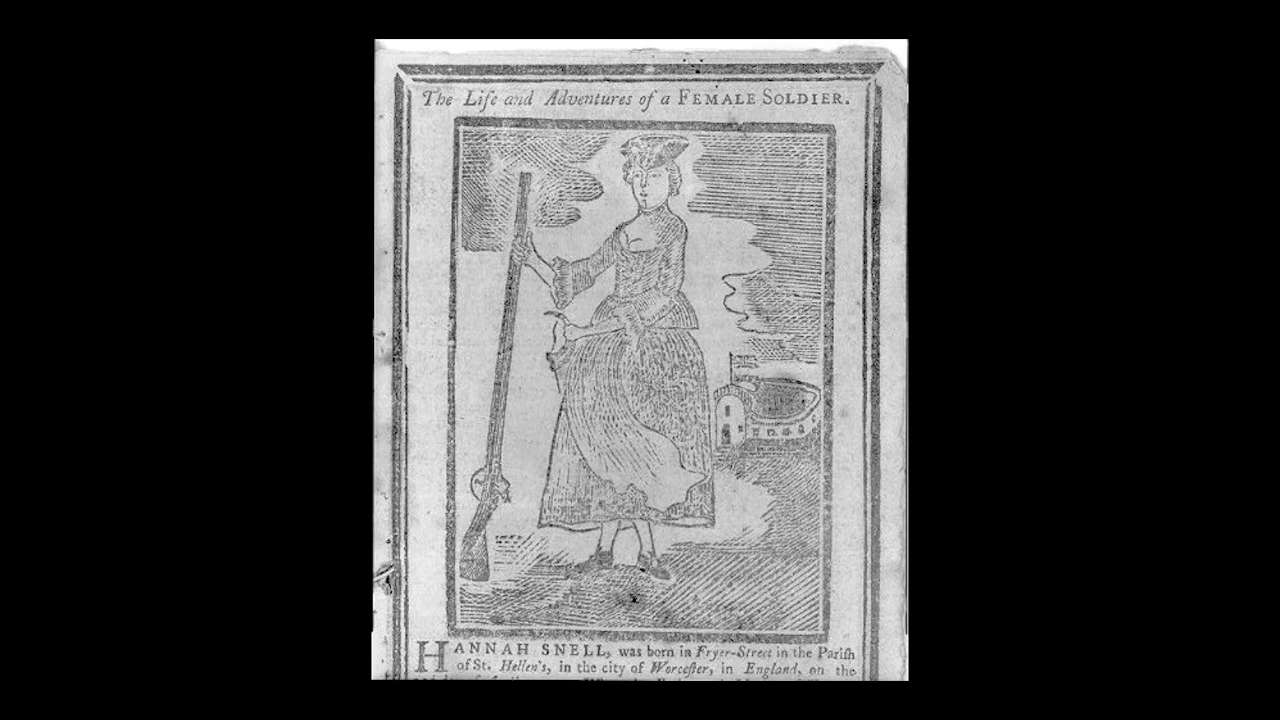 The Life and Adventures of a FEMALE SOLDIER.
HANNAH SNELL, was born in Fryer-Street in the Pariſh
of St. Hellen's, in the city of Worceſter, in England, on the